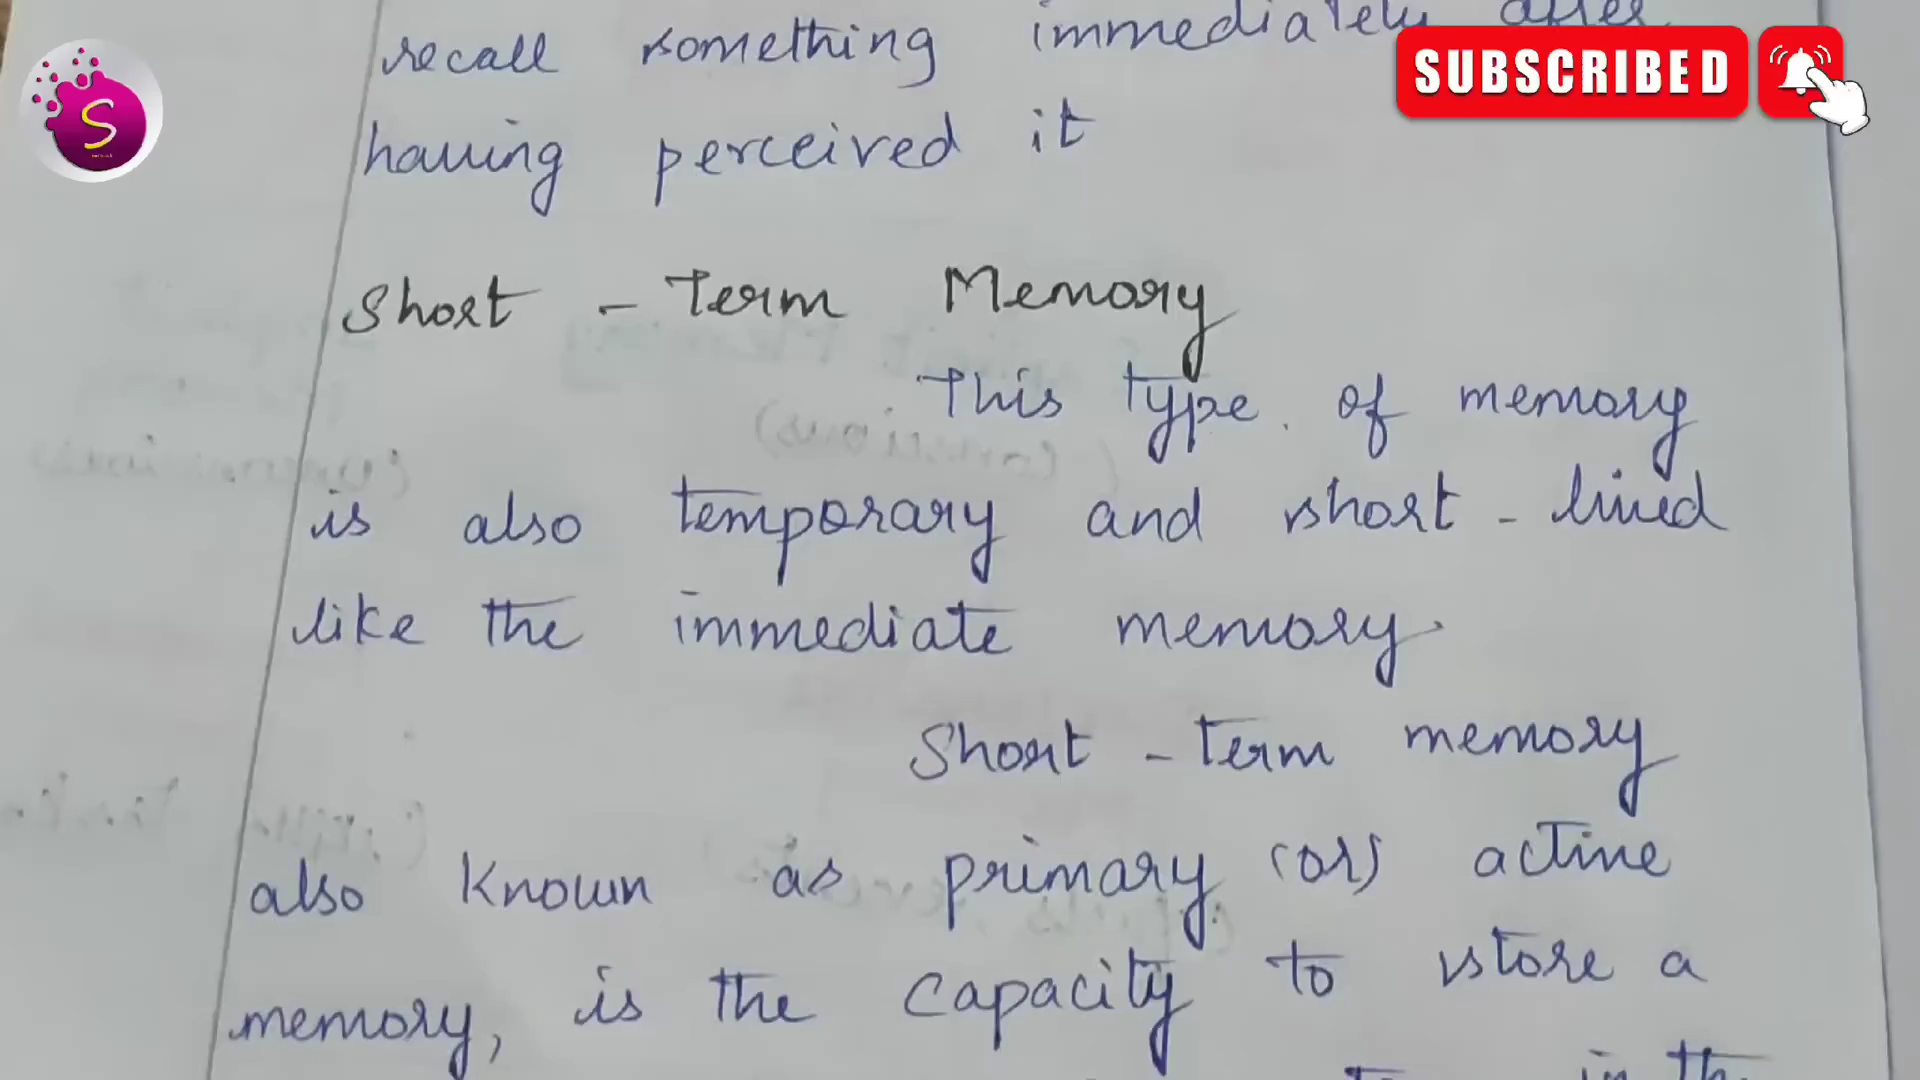 recall something immediately after
having perceived it
Short - Term Memory
This type of memory
is also temporary and short - lived
like the immediate memory.
Short - term memory
also known as primary (or) active
memory, is the capacity to store a
in the
SUBSCRIBED
S